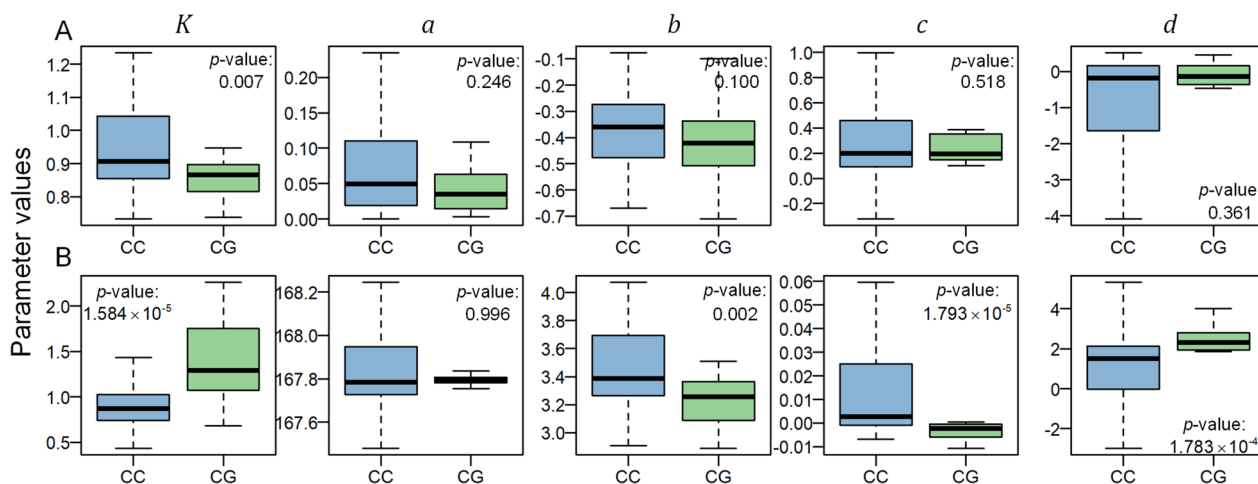 A
K
a
b
c
d
Parameter values
1.2
1.0
0.9
0.8
p-value:
0.007
CC
CG
0.20
0.15
0.10
0.05
0.00
p-value:
0.246
CC
CG
-0.1
-0.2
-0.3
-0.4
-0.5
-0.6
-0.7
p-value:
0.100
CC
CG
1.0
0.8
0.6
0.4
0.2
0.0
-0.2
p-value:
0.518
CC
CG
0
-1
-2
-3
-4
p-value:
0.361
CC
CG
B
2.0
1.5
1.0
0.5
p-value:
1.584 × 10⁻⁵
CC
CG
168.2
168.0
167.8
167.6
p-value:
0.996
CC
CG
4.0
3.8
3.6
3.4
3.2
3.0
p-value:
0.002
CC
CG
0.06
0.05
0.04
0.03
0.02
0.01
0.00
-0.01
p-value:
1.793 × 10⁻⁵
CC
CG
4
2
0
-2
p-value:
1.783 × 10⁻⁴
CC
CG